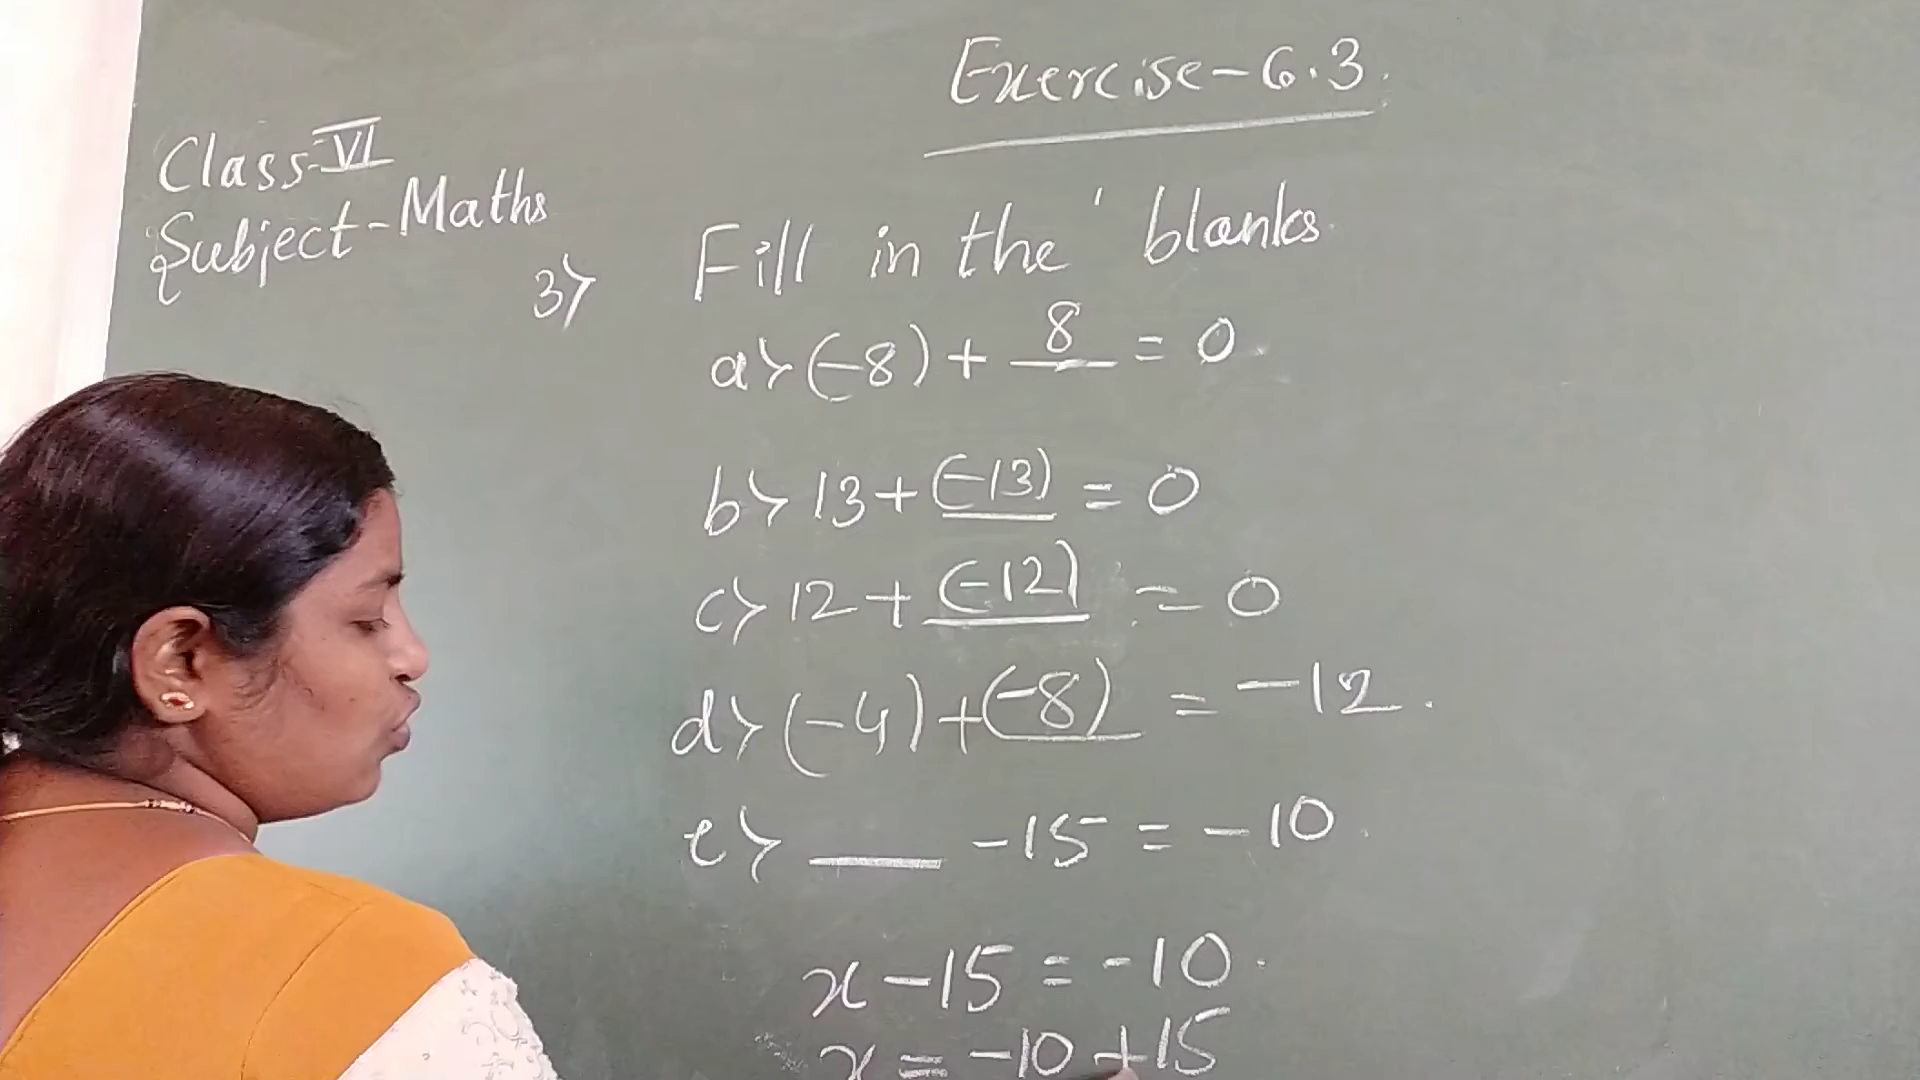 Exercise-6.3.
Class-VI
Subject-Maths
3> Fill in the blanks.
a> (-8) + 8 = 0
b> 13 + (-13) = 0
c> 12 + (-12) = 0
d> (-4) + (-8) = -12.
e> ___ -15 = -10.
x - 15 = -10.
x = -10 + 15